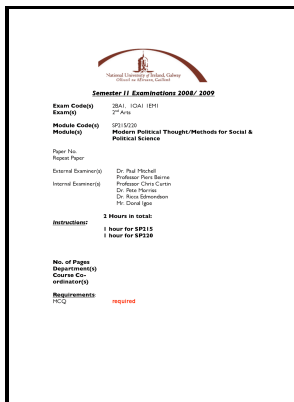 National University of Ireland, Galway
Ollscoil na hÉireann, Gaillimh
Semester II Examinations 2008/ 2009
Exam Code(s) 2BA1, 1OA1 1EM1
Exam(s) 2nd Arts
Module Code(s) SP215/220
Module(s) Modern Political Thought/Methods for Social &
Political Science
Paper No.
Repeat Paper
External Examiner(s) Dr. Paul Mitchell
Professor Piers Beirne
Internal Examiner(s) Professor Chris Curtin
Dr. Pete Morriss
Dr. Ricca Edmondson
Mr. Donal Igoe
2 Hours in total:
Instructions:
1 hour for SP215
1 hour for SP220
No. of Pages
Department(s)
Course Co-
ordinator(s)
Requirements:
MCQ required